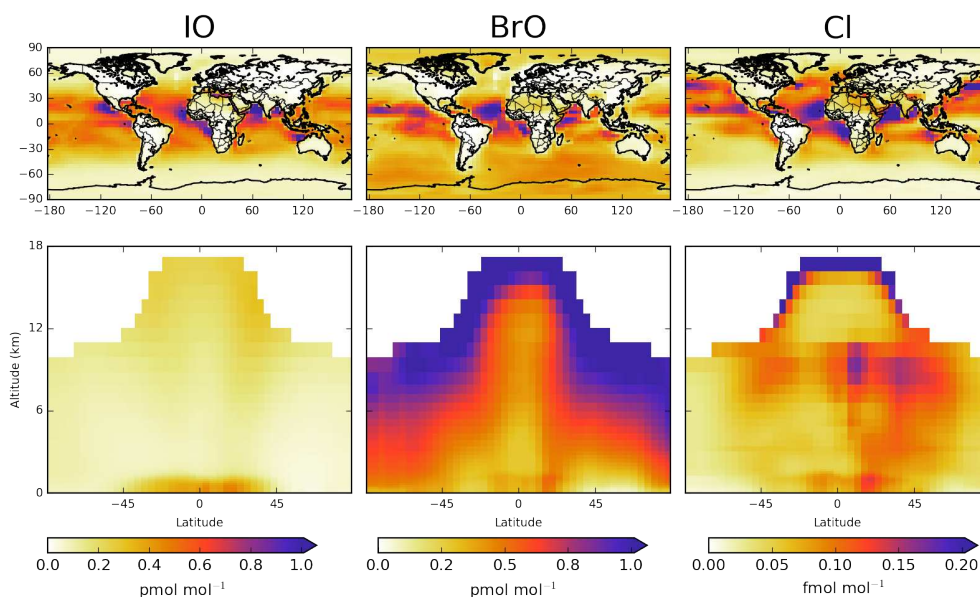 IO BrO Cl
90
60
30
0
−30
−60
−90
−180 −120 −60 0 60 120 −180 −120 −60 0 60 120 −180 −120 −60 0 60 120
18
12
6
0
Altitude (km)
−45 0 45 −45 0 45 −45 0 45
Latitude Latitude Latitude
0.0 0.2 0.4 0.6 0.8 1.0 0.0 0.2 0.4 0.6 0.8 1.0 0.00 0.05 0.10 0.15 0.20
pmol mol⁻¹ pmol mol⁻¹ fmol mol⁻¹